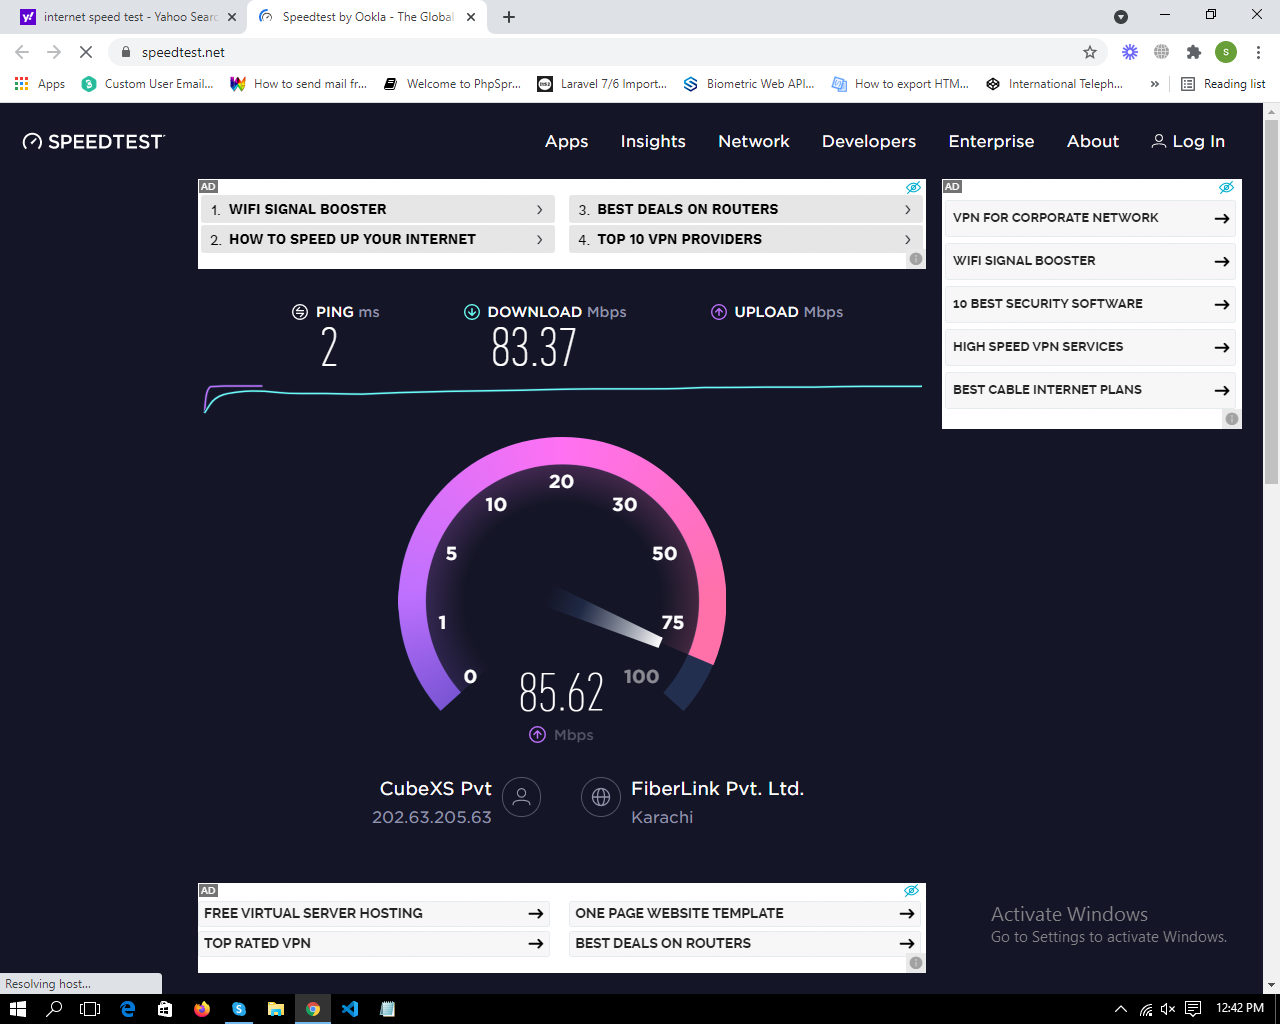 internet speed test - Yahoo Searc
Speedtest by Ookla - The Global
speedtest.net
s
Apps
Custom User Email...
How to send mail fr...
Welcome to PhpSpr...
Laravel 7/6 Import...
Biometric Web API...
How to export HTM...
International Teleph...
»
Reading list
SPEEDTEST
Apps
Insights
Network
Developers
Enterprise
About
Log In
AD
1. WIFI SIGNAL BOOSTER
3. BEST DEALS ON ROUTERS
2. HOW TO SPEED UP YOUR INTERNET
4. TOP 10 VPN PROVIDERS
AD
VPN FOR CORPORATE NETWORK
WIFI SIGNAL BOOSTER
10 BEST SECURITY SOFTWARE
HIGH SPEED VPN SERVICES
BEST CABLE INTERNET PLANS
PING ms
DOWNLOAD Mbps
UPLOAD Mbps
2
83.37
20
10
30
5
50
1
75
0
100
85.62
Mbps
CubeXS Pvt
202.63.205.63
FiberLink Pvt. Ltd.
Karachi
AD
FREE VIRTUAL SERVER HOSTING
ONE PAGE WEBSITE TEMPLATE
TOP RATED VPN
BEST DEALS ON ROUTERS
Activate Windows
Go to Settings to activate Windows.
Resolving host...
12:42 PM